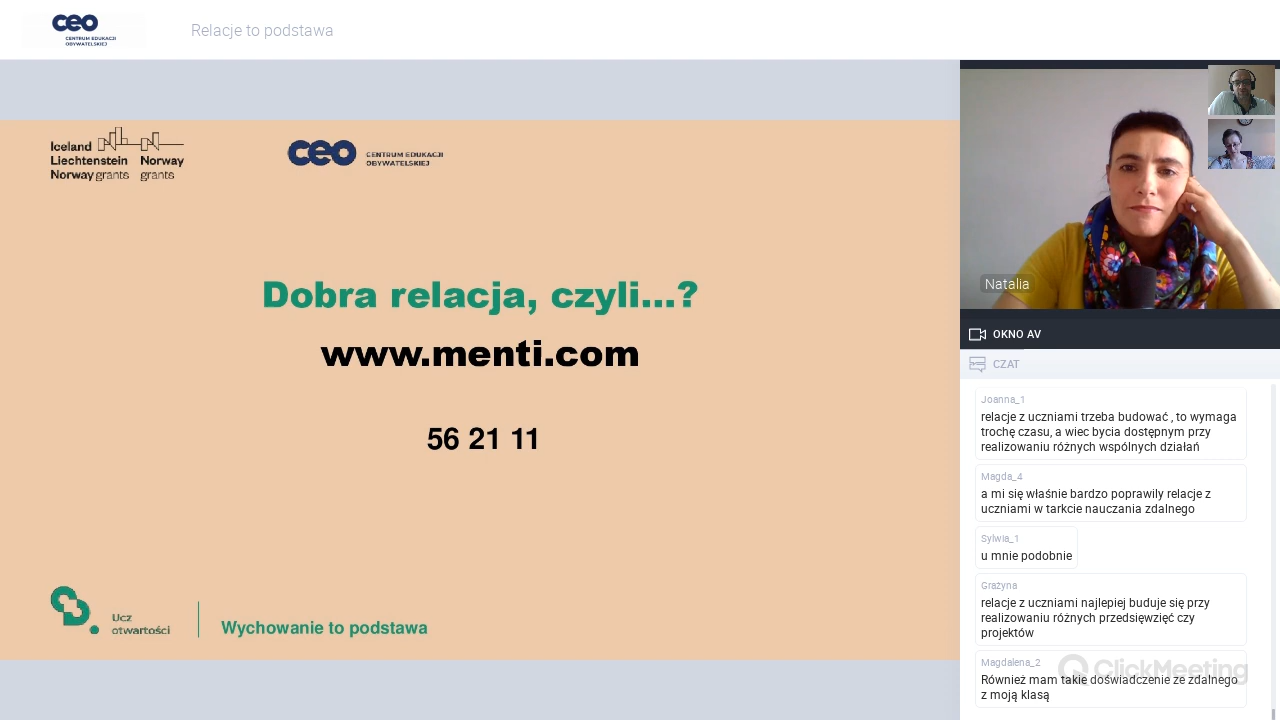 ceo
CENTRUM EDUKACJI
OBYWATELSKIEJ
Relacje to podstawa
Iceland
Liechtenstein
Norway grants
Norway
grants
ceo
CENTRUM EDUKACJI
OBYWATELSKIEJ
Dobra relacja, czyli...?
www.menti.com
56 21 11
Ucz
otwartości
Wychowanie to podstawa
Natalia
OKNO AV
CZAT
Joanna_1
relacje z uczniami trzeba budować , to wymaga
trochę czasu, a wiec bycia dostępnym przy
realizowaniu różnych wspólnych działań
Magda_4
a mi się właśnie bardzo poprawily relacje z
uczniami w tarkcie nauczania zdalnego
Sylwia_1
u mnie podobnie
Grażyna
relacje z uczniami najlepiej buduje się przy
realizowaniu różnych przedsięwzięć czy
projektów
Magdalena_2
Również mam takie doświadczenie ze zdalnego
z moją klasą
ClickMeeting